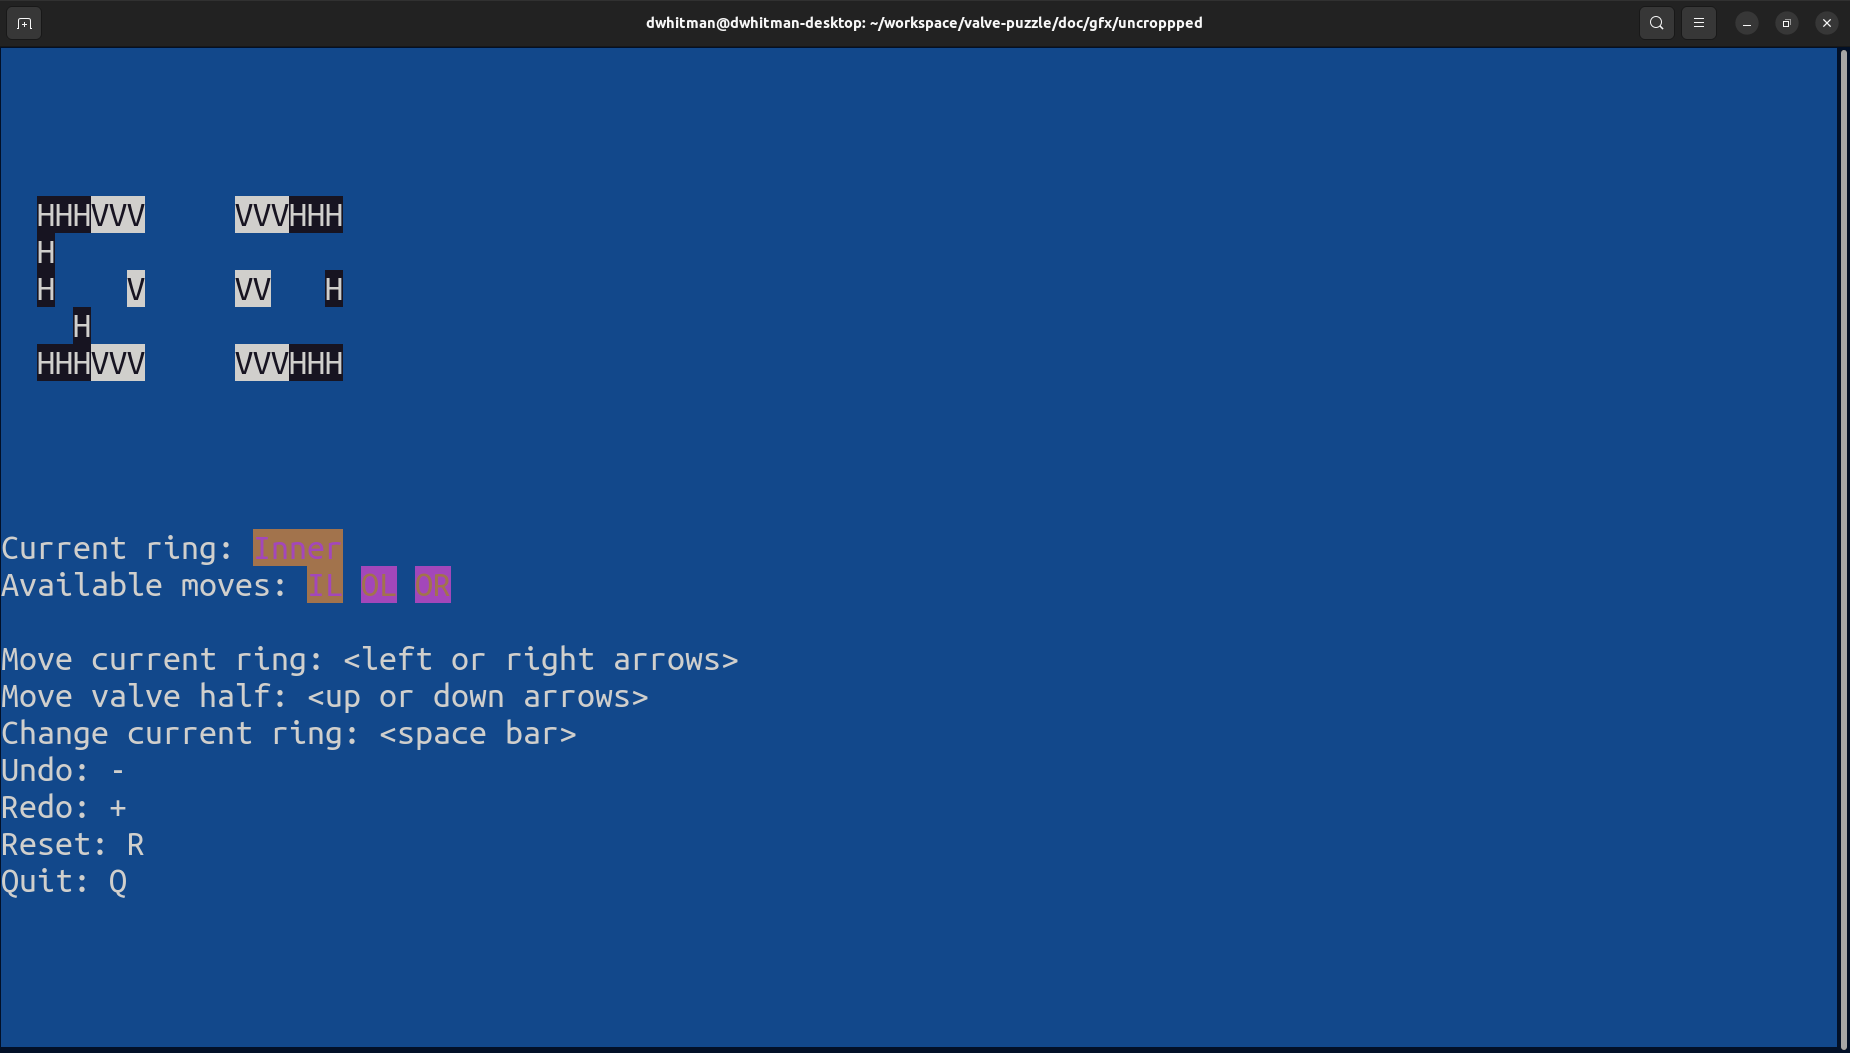 dwhitman@dwhitman-desktop: ~/workspace/valve-puzzle/doc/gfx/uncroppped
HHHVVV     VVVHHH
H
H    V     VV   H
  H
HHHVVV     VVVHHH
Current ring: Inner
Available moves: IL OL OR
Move current ring: <left or right arrows>
Move valve half: <up or down arrows>
Change current ring: <space bar>
Undo: -
Redo: +
Reset: R
Quit: Q